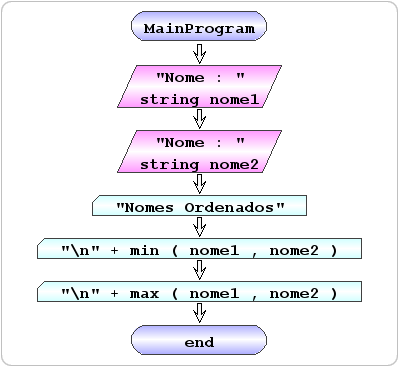 MainProgram
"Nome : "
string nome1
"Nome : "
string nome2
"Nomes Ordenados"
"\n" + min ( nome1 , nome2 )
"\n" + max ( nome1 , nome2 )
end